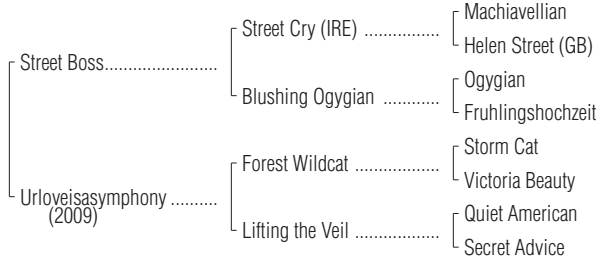 Machiavellian
Street Cry (IRE) ..................
Helen Street (GB)
Street Boss...........................
Ogygian
Blushing Ogygian .............
Fruhlingshochzeit
Storm Cat
Forest Wildcat ....................
Victoria Beauty
Urloveisasymphony ...........
(2009)
Quiet American
Lifting the Veil ....................
Secret Advice